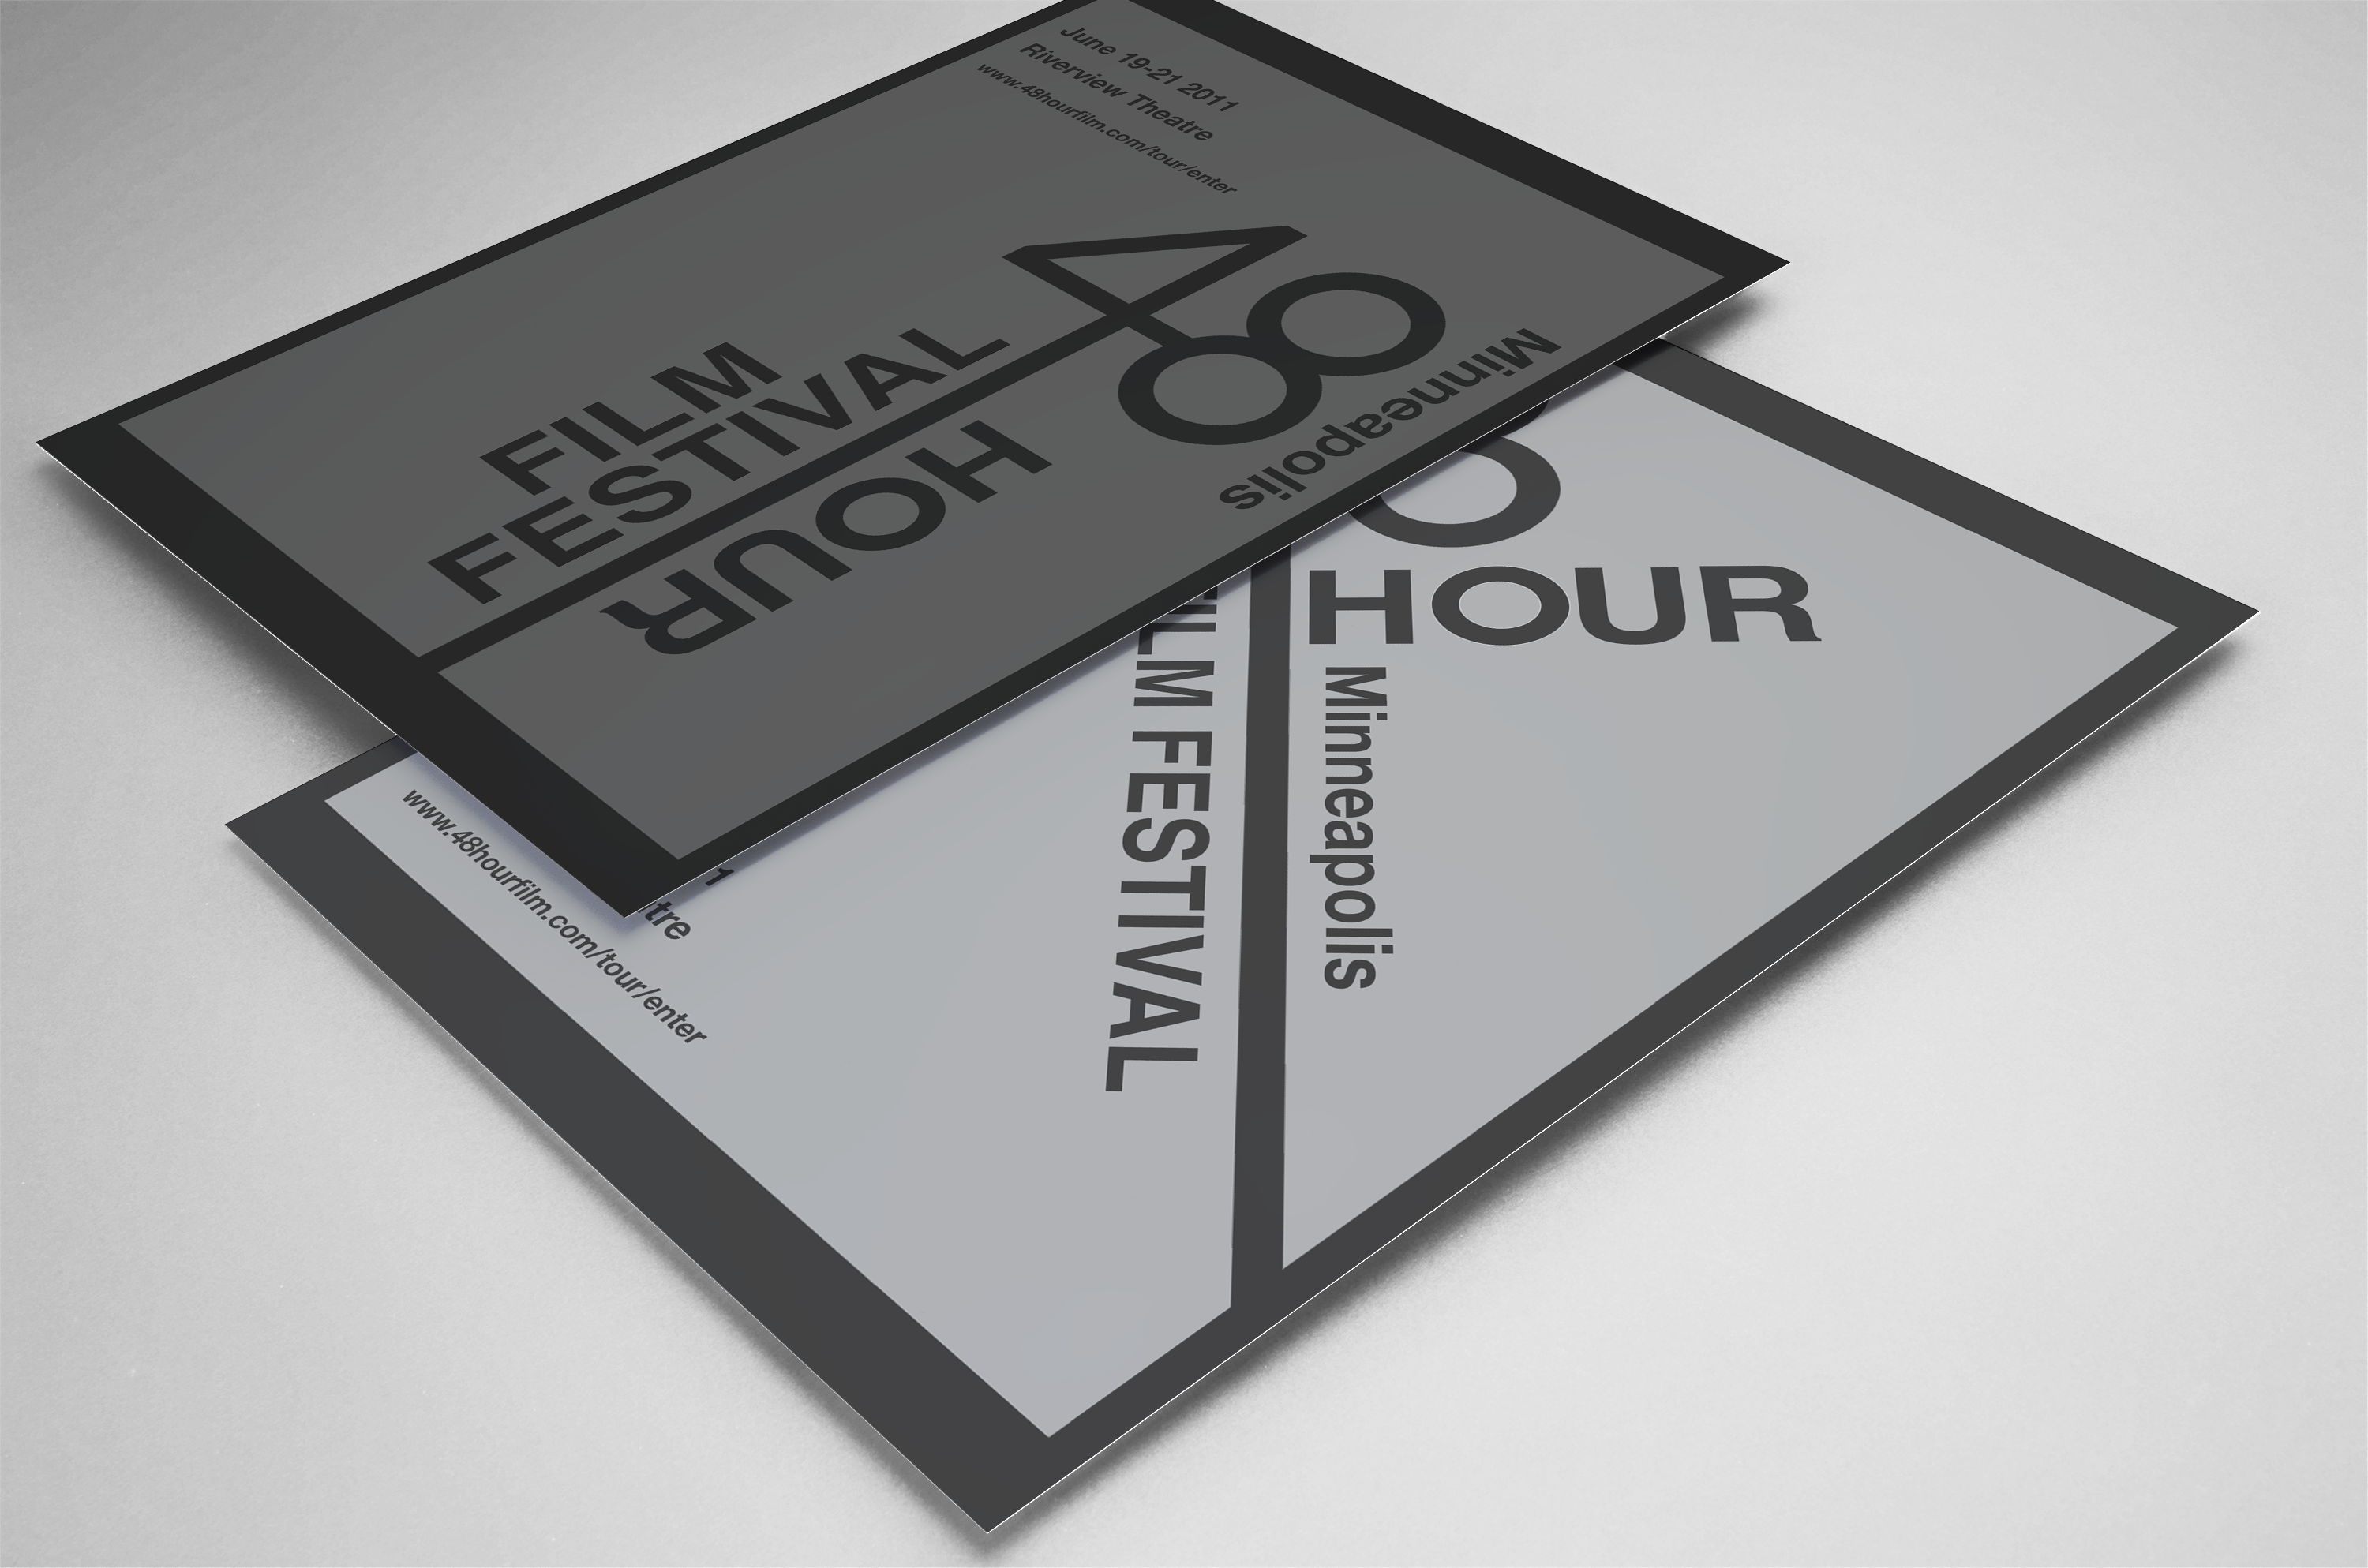 June 19-21 2011
Riverview Theatre
www.48hourfilm.com/tour/enter
48
HOUR
FILM
FESTIVAL
Minneapolis
HOUR
FILM FESTIVAL
Minneapolis
www.48hourfilm.com/tour/enter